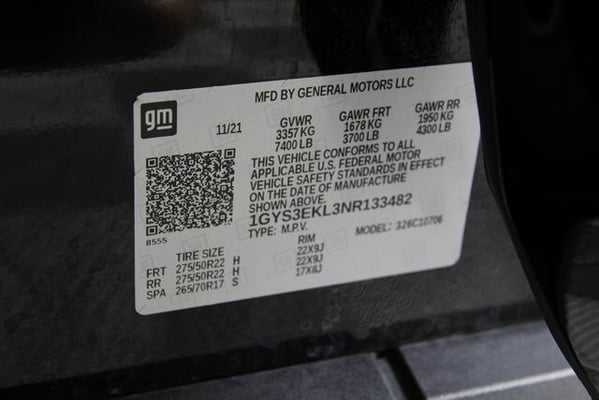 MFD BY GENERAL MOTORS LLC
gm
11/21
GVWR GAWR FRT GAWR RR
3357 KG 1678 KG 1950 KG
7400 LB 3700 LB 4300 LB
THIS VEHICLE CONFORMS TO ALL
APPLICABLE U.S. FEDERAL MOTOR
VEHICLE SAFETY STANDARDS IN EFFECT
ON THE DATE OF MANUFACTURE
SHOWN ABOVE.
1GYS3EKL3NR133482
TYPE: M.P.V. MODEL: 326C10706
8555
TIRE SIZE RIM
FRT 275/50R22 H 22X9J
RR 275/50R22 H 22X9J
SPA 265/70R17 S 17X8J